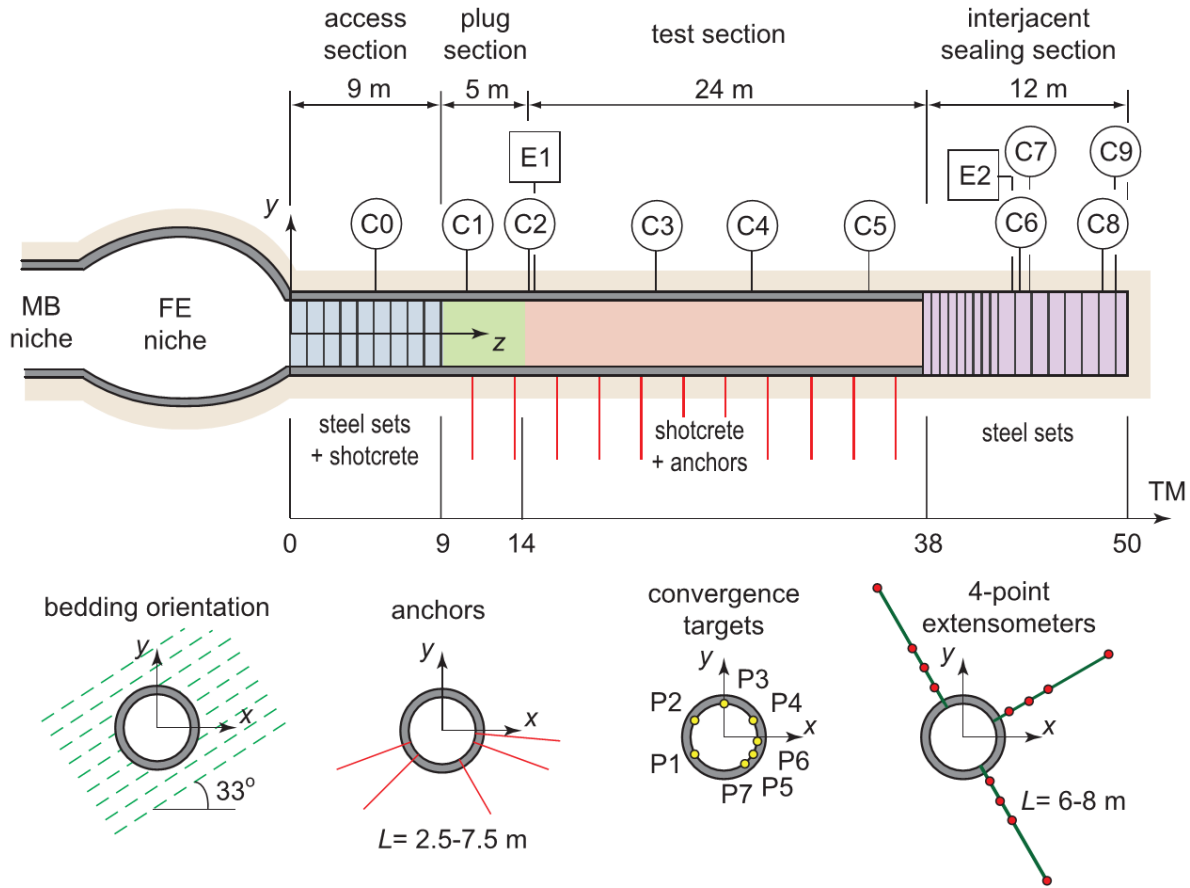 access
section
plug
section
test section
interjacent
sealing section
9 m
5 m
24 m
12 m
E1
E2
C7
C9
y
C0
C1
C2
C3
C4
C5
C6
C8
MB
niche
FE
niche
z
steel sets
+ shotcrete
shotcrete
+ anchors
steel sets
TM
0
9
14
38
50
bedding orientation
y
x
33°
anchors
y
x
L= 2.5-7.5 m
convergence
targets
y
P3
P2
P4
x
P1
P6
P7
P5
4-point
extensometers
y
x
L= 6-8 m